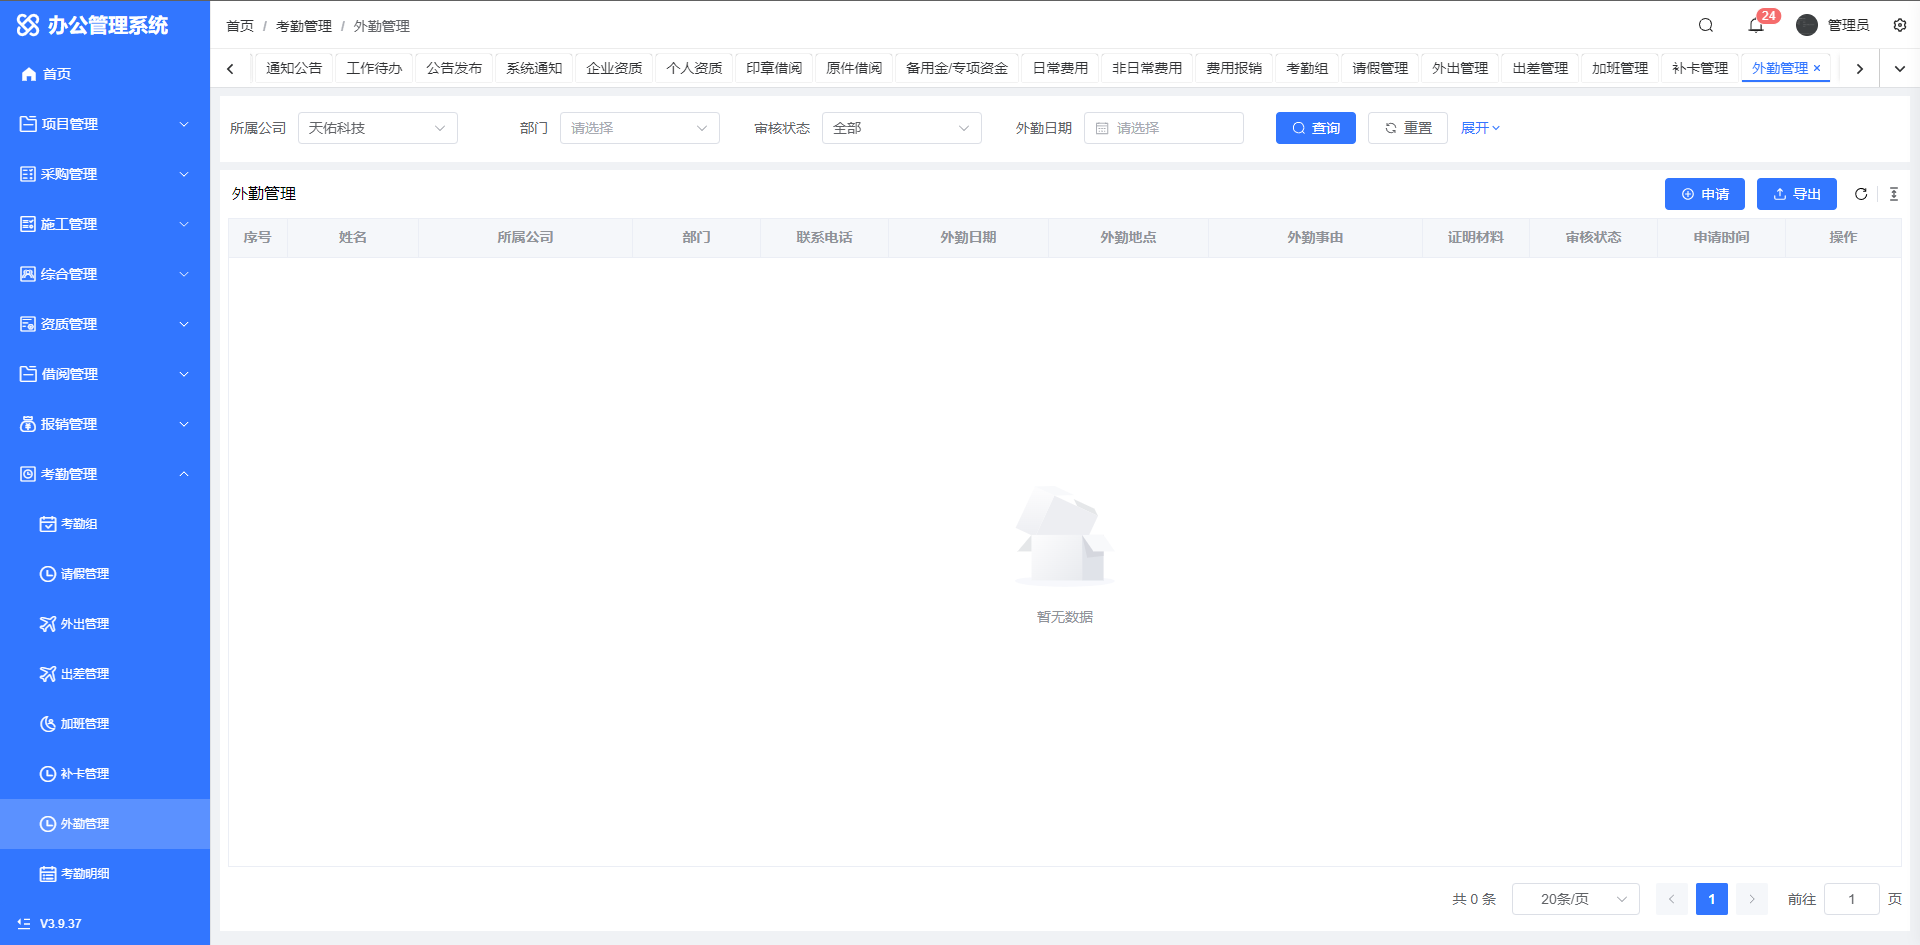 办公管理系统
首页
项目管理
采购管理
施工管理
综合管理
资质管理
借阅管理
报销管理
考勤管理
考勤组
请假管理
外出管理
出差管理
加班管理
补卡管理
外勤管理
考勤明细
V3.9.37
首页 / 考勤管理 / 外勤管理
24
管理员
通知公告 工作待办 公告发布 系统通知 企业资质 个人资质 印章借阅 原件借阅 备用金/专项资金 日常费用 非日常费用 费用报销 考勤组 请假管理 外出管理 出差管理 加班管理 补卡管理 外勤管理 ×
所属公司 天佑科技 部门 请选择 审核状态 全部 外勤日期 请选择 查询 重置 展开
外勤管理 申请 导出
序号 姓名 所属公司 部门 联系电话 外勤日期 外勤地点 外勤事由 证明材料 审核状态 申请时间 操作
暂无数据
共 0 条 20条/页 1 前往 1 页